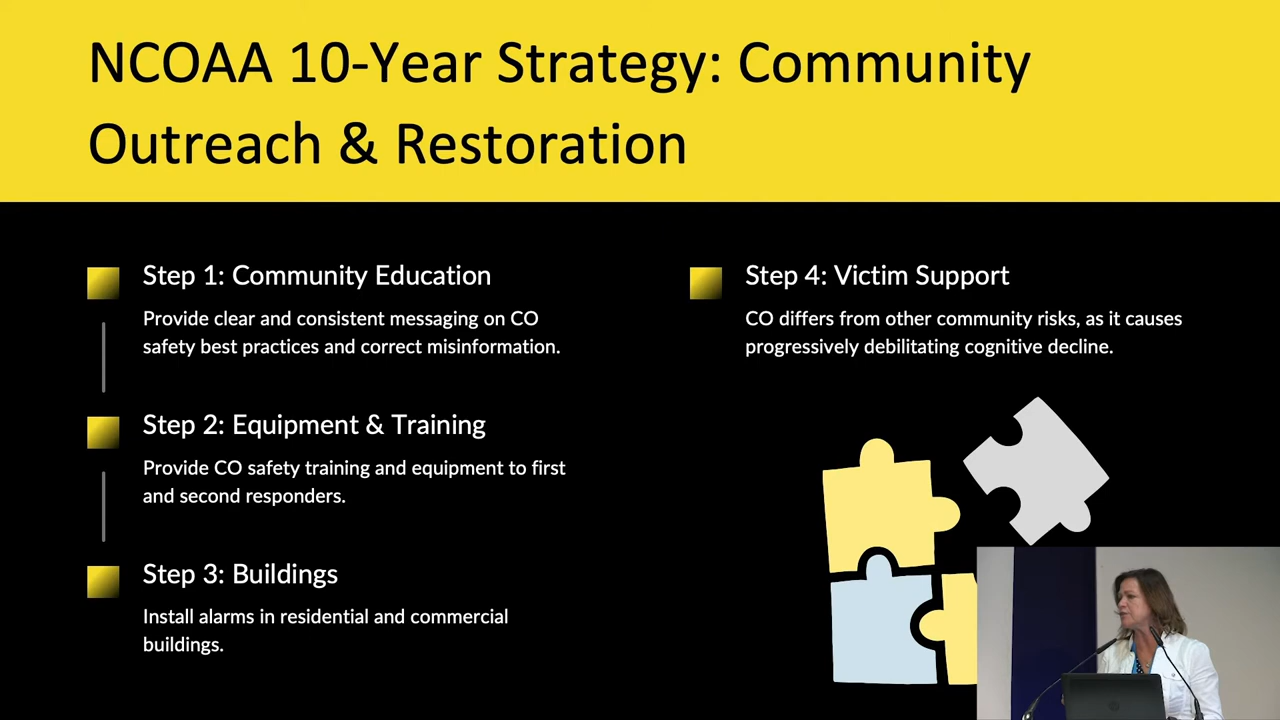 NCOAA 10-Year Strategy: Community
Outreach & Restoration
Step 1: Community Education
Provide clear and consistent messaging on CO
safety best practices and correct misinformation.
Step 2: Equipment & Training
Provide CO safety training and equipment to first
and second responders.
Step 3: Buildings
Install alarms in residential and commercial
buildings.
Step 4: Victim Support
CO differs from other community risks, as it causes
progressively debilitating cognitive decline.